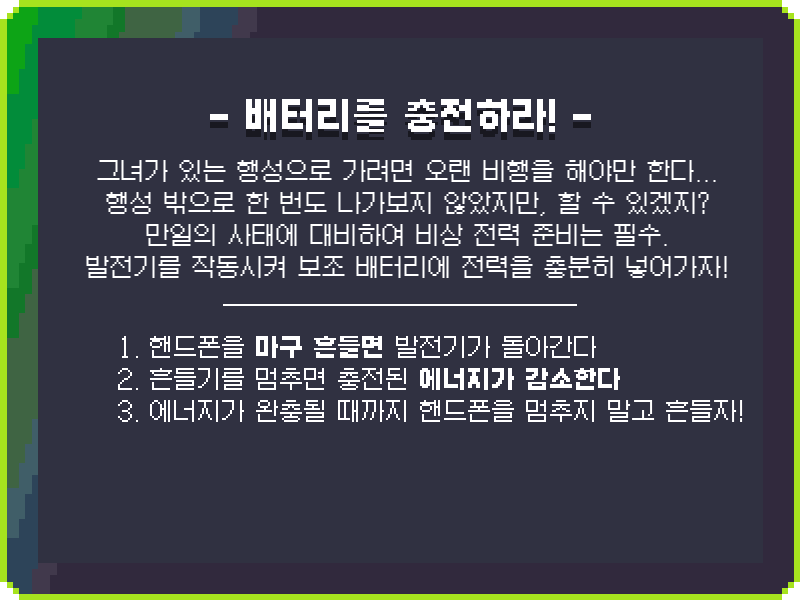 - 배터리를 충전하라! -
그녀가 있는 행성으로 가려면 오랜 비행을 해야만 한다...
행성 밖으로 한 번도 나가보지 않았지만, 할 수 있겠지?
만일의 사태에 대비하여 비상 전력 준비는 필수.
발전기를 작동시켜 보조 배터리에 전력을 충분히 넣어가자!
1. 핸드폰을 마구 흔들면 발전기가 돌아간다
2. 흔들기를 멈추면 충전된 에너지가 감소한다
3. 에너지가 완충될 때까지 핸드폰을 멈추지 말고 흔들자!